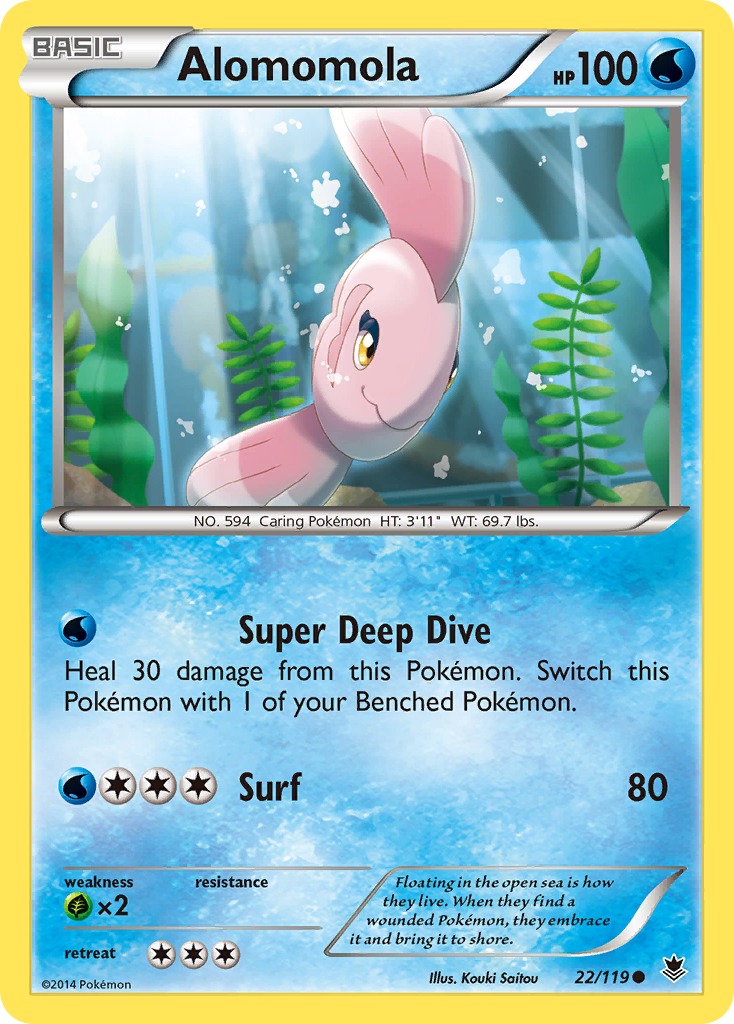 BASIC
Alomomola
HP100
NO. 594 Caring Pokémon HT: 3'11" WT: 69.7 lbs.
Super Deep Dive
Heal 30 damage from this Pokémon. Switch this
Pokémon with 1 of your Benched Pokémon.
Surf 80
weakness resistance
×2
Floating in the open sea is how
they live. When they find a
wounded Pokémon, they embrace
it and bring it to shore.
retreat
©2014 Pokémon
Illus. Kouki Saitou
22/119